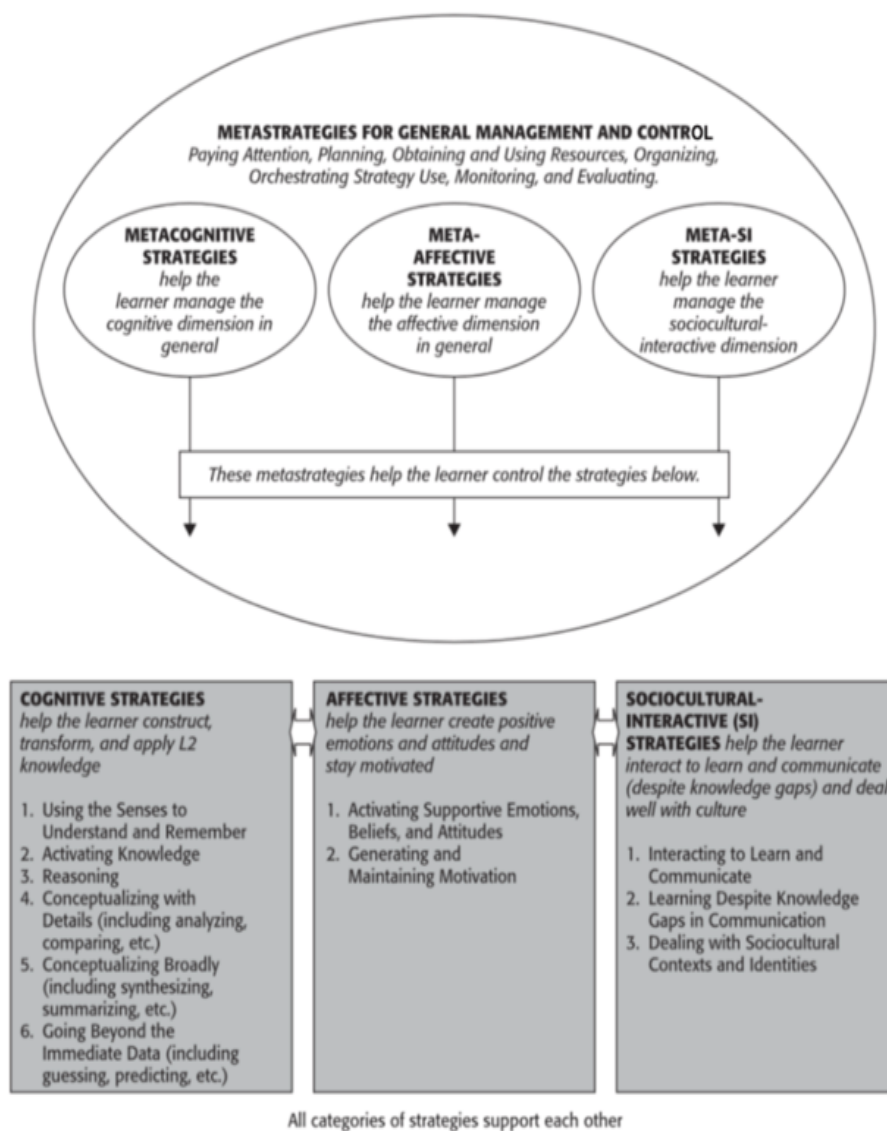 METASTRATEGIES FOR GENERAL MANAGEMENT AND CONTROL
Paying Attention, Planning, Obtaining and Using Resources, Organizing,
Orchestrating Strategy Use, Monitoring, and Evaluating.
METACOGNITIVE
STRATEGIES
help the
learner manage the
cognitive dimension in
general
META-
AFFECTIVE
STRATEGIES
help the learner manage
the affective dimension
in general
META-SI
STRATEGIES
help the learner
manage the
sociocultural-
interactive dimension
These metastrategies help the learner control the strategies below.
COGNITIVE STRATEGIES
help the learner construct,
transform, and apply L2
knowledge
1. Using the Senses to
Understand and Remember
2. Activating Knowledge
3. Reasoning
4. Conceptualizing with
Details (including analyzing,
comparing, etc.)
5. Conceptualizing Broadly
(including synthesizing,
summarizing, etc.)
6. Going Beyond the
Immediate Data (including
guessing, predicting, etc.)
AFFECTIVE STRATEGIES
help the learner create positive
emotions and attitudes and
stay motivated
1. Activating Supportive Emotions,
Beliefs, and Attitudes
2. Generating and
Maintaining Motivation
SOCIOCULTURAL-
INTERACTIVE (SI)
STRATEGIES help the learner
interact to learn and communicate
(despite knowledge gaps) and deal
well with culture
1. Interacting to Learn and
Communicate
2. Learning Despite Knowledge
Gaps in Communication
3. Dealing with Sociocultural
Contexts and Identities
All categories of strategies support each other